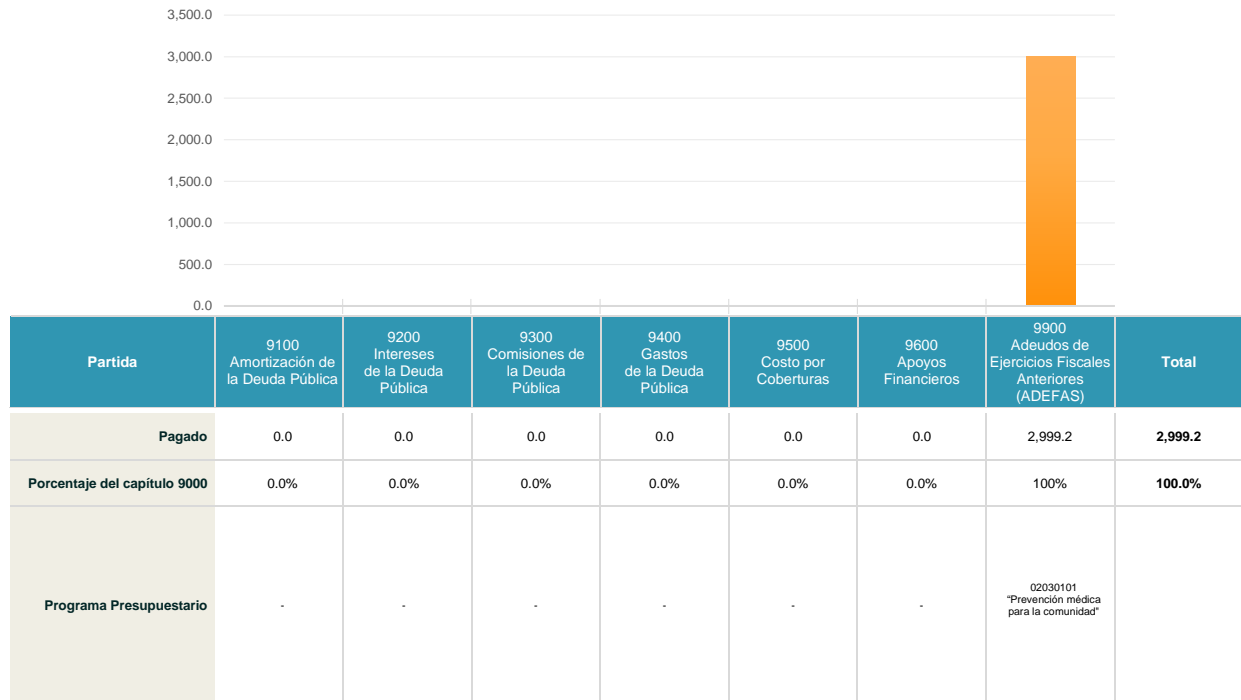 3,500.0
3,000.0
2,500.0
2,000.0
1,500.0
1,000.0
500.0
0.0
Partida
9100
Amortización de
la Deuda Pública
9200
Intereses
de la Deuda
Pública
9300
Comisiones de
la Deuda
Pública
9400
Gastos
de la Deuda
Pública
9500
Costo por
Coberturas
9600
Apoyos
Financieros
9900
Adeudos de
Ejercicios Fiscales
Anteriores
(ADEFAS)
Total
Pagado 0.0 0.0 0.0 0.0 0.0 0.0 2,999.2 2,999.2
Porcentaje del capítulo 9000 0.0% 0.0% 0.0% 0.0% 0.0% 0.0% 100% 100.0%
Programa Presupuestario - - - - - -
02030101
“Prevención médica
para la comunidad”